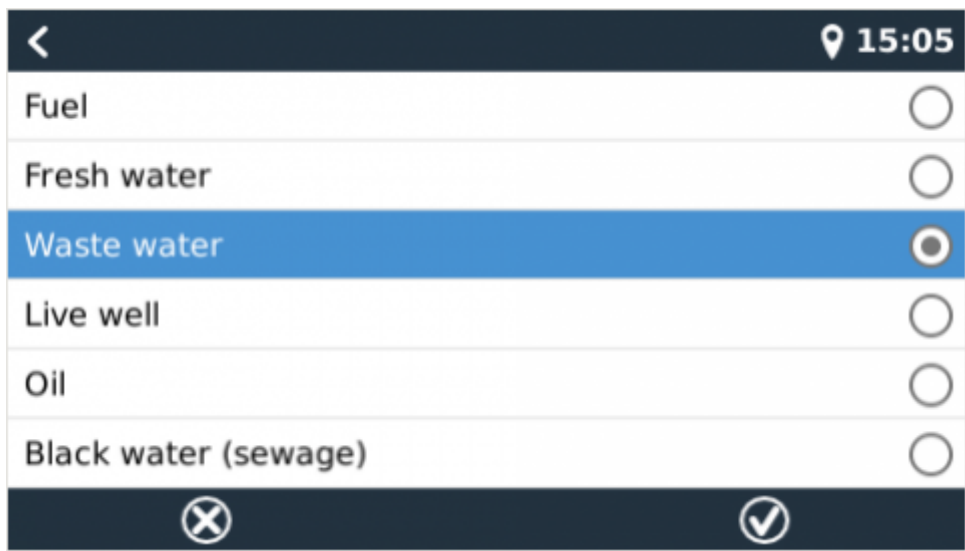 15:05
Fuel
Fresh water
Waste water
Live well
Oil
Black water (sewage)